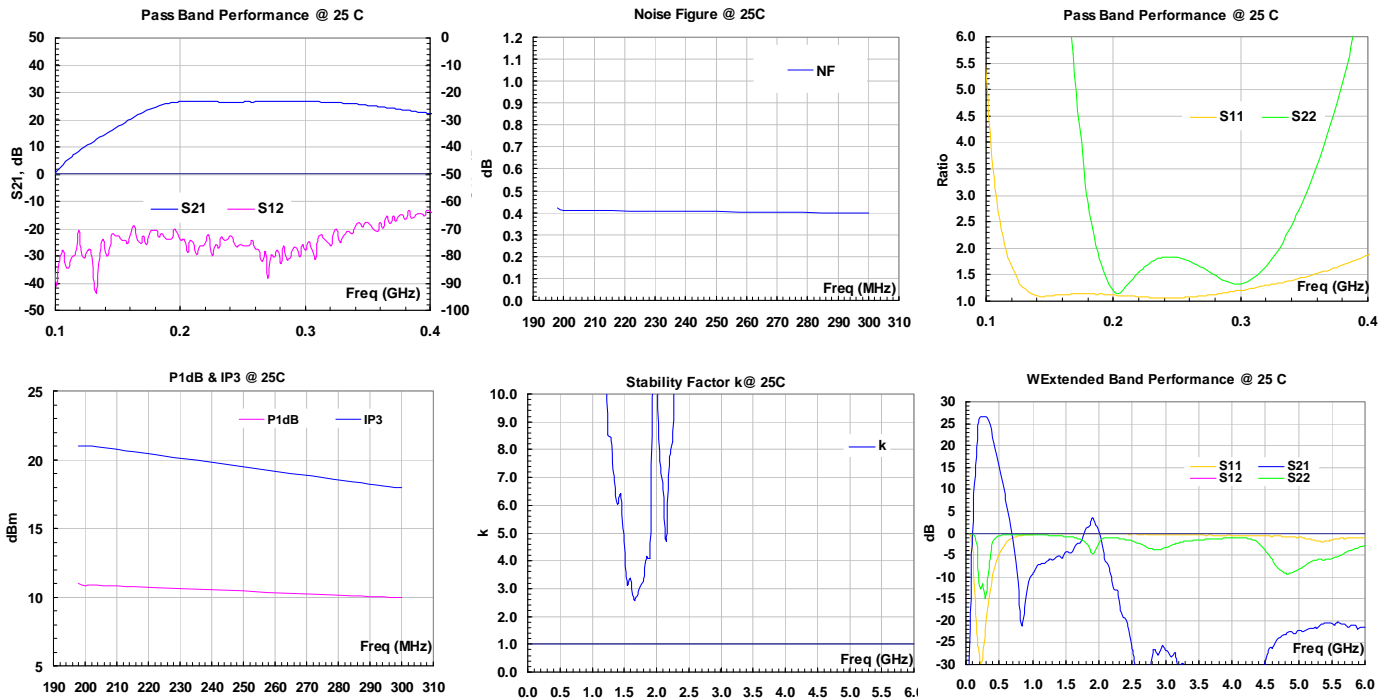 Pass Band Performance @ 25 C
50
40
30
20
10
0
-10
-20
-30
-40
-50
S21, dB
0
-10
-20
-30
-40
-50
-60
-70
-80
-90
-100
S21
S12
Freq (GHz)
0.1
0.2
0.3
0.4
Noise Figure @ 25C
1.2
1.1
1.0
0.9
0.8
0.7
0.6
0.5
0.4
0.3
0.2
0.1
0.0
dB
NF
Freq (MHz)
190 200 210 220 230 240 250 260 270 280 290 300 310
Pass Band Performance @ 25 C
6.0
5.5
5.0
4.5
4.0
3.5
3.0
2.5
2.0
1.5
1.0
Ratio
S11
S22
Freq (GHz)
0.1
0.2
0.3
0.4
P1dB & IP3 @ 25C
25
20
15
10
5
dBm
P1dB
IP3
Freq (MHz)
190 200 210 220 230 240 250 260 270 280 290 300 310
Stability Factor k@ 25C
10.0
9.0
8.0
7.0
6.0
5.0
4.0
3.0
2.0
1.0
0.0
k
k
Freq (GHz)
0.0 0.5 1.0 1.5 2.0 2.5 3.0 3.5 4.0 4.5 5.0 5.5 6.0
WExtended Band Performance @ 25 C
30
25
20
15
10
5
0
-5
-10
-15
-20
-25
-30
dB
S11
S21
S12
S22
Freq (GHz)
0.0 0.5 1.0 1.5 2.0 2.5 3.0 3.5 4.0 4.5 5.0 5.5 6.0